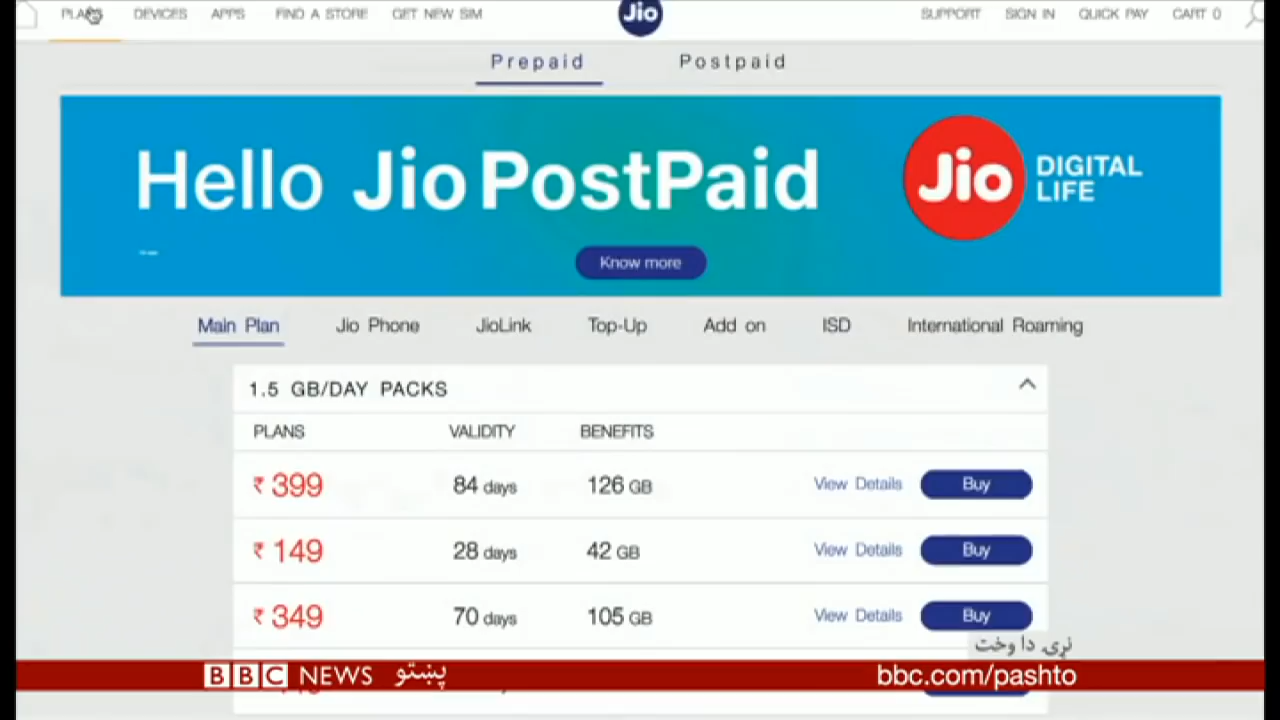 PLANS DEVICES APPS FIND A STORE GET NEW SIM Jio SUPPORT SIGN IN QUICK PAY CART 0
Prepaid Postpaid
Hello Jio PostPaid Jio DIGITAL LIFE
Know more
Main Plan Jio Phone JioLink Top-Up Add on ISD International Roaming
1.5 GB/DAY PACKS
PLANS VALIDITY BENEFITS
₹ 399 84 days 126 GB View Details Buy
₹ 149 28 days 42 GB View Details Buy
₹ 349 70 days 105 GB View Details Buy
نړۍ دا وخت
BBC NEWS پښتو bbc.com/pashto